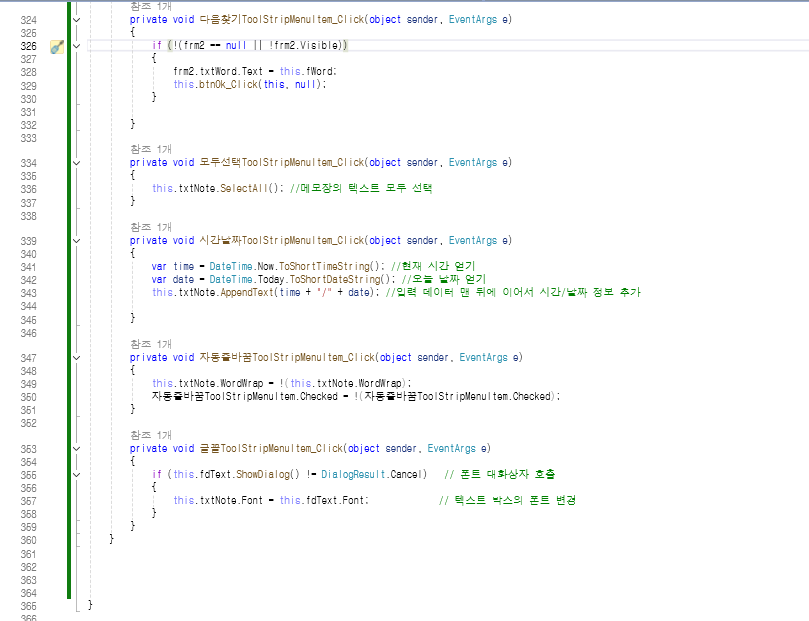 참조 1개
324 private void 다음찾기ToolStripMenuItem_Click(object sender, EventArgs e)
325 {
326 if (!(frm2 == null || !frm2.Visible))
327 {
328 frm2.txtWord.Text = this.fWord;
329 this.btnOk_Click(this, null);
330 }
331
332 }
333
참조 1개
334 private void 모두선택ToolStripMenuItem_Click(object sender, EventArgs e)
335 {
336 this.txtNote.SelectAll(); //메모장의 텍스트 모두 선택
337 }
338
참조 1개
339 private void 시간날짜ToolStripMenuItem_Click(object sender, EventArgs e)
340 {
341 var time = DateTime.Now.ToShortTimeString(); //현재 시간 얻기
342 var date = DateTime.Today.ToShortDateString(); //오늘 날짜 얻기
343 this.txtNote.AppendText(time + "/" + date); //입력 데이터 맨 뒤에 이어서 시간/날짜 정보 추가
344
345 }
346
참조 1개
347 private void 자동줄바꿈ToolStripMenuItem_Click(object sender, EventArgs e)
348 {
349 this.txtNote.WordWrap = !(this.txtNote.WordWrap);
350 자동줄바꿈ToolStripMenuItem.Checked = !(자동줄바꿈ToolStripMenuItem.Checked);
351 }
352
참조 1개
353 private void 글꼴ToolStripMenuItem_Click(object sender, EventArgs e)
354 {
355 if (this.fdText.ShowDialog() != DialogResult.Cancel) // 폰트 대화상자 호출
356 {
357 this.txtNote.Font = this.fdText.Font; // 텍스트 박스의 폰트 변경
358 }
359 }
360 }
361
362
363
364
365 }
366